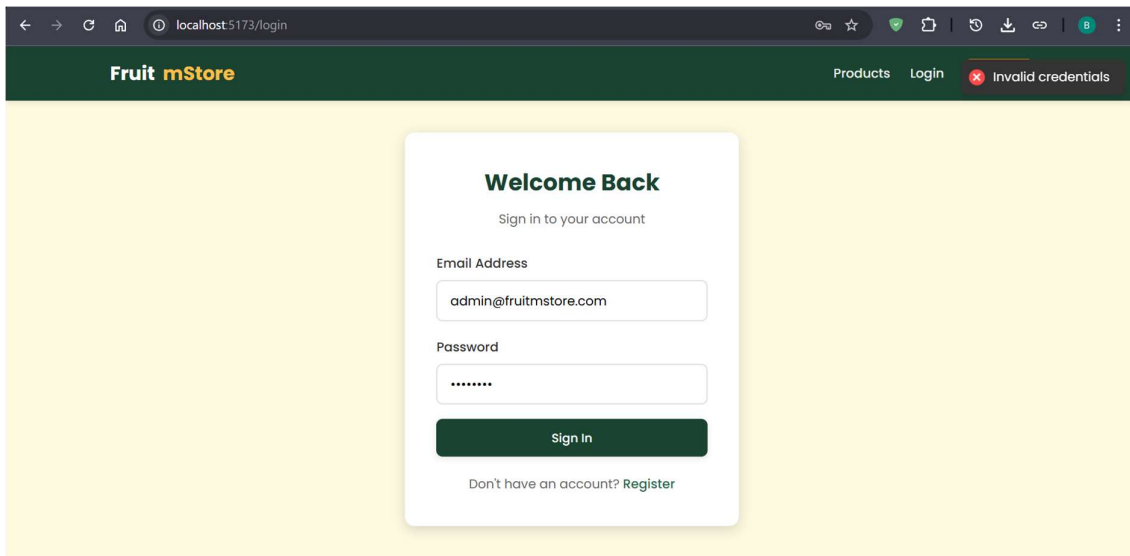 localhost:5173/login
B
Fruit mStore
Products Login Invalid credentials
Welcome Back
Sign in to your account
Email Address
admin@fruitmstore.com
Password
••••••••
Sign In
Don't have an account? Register